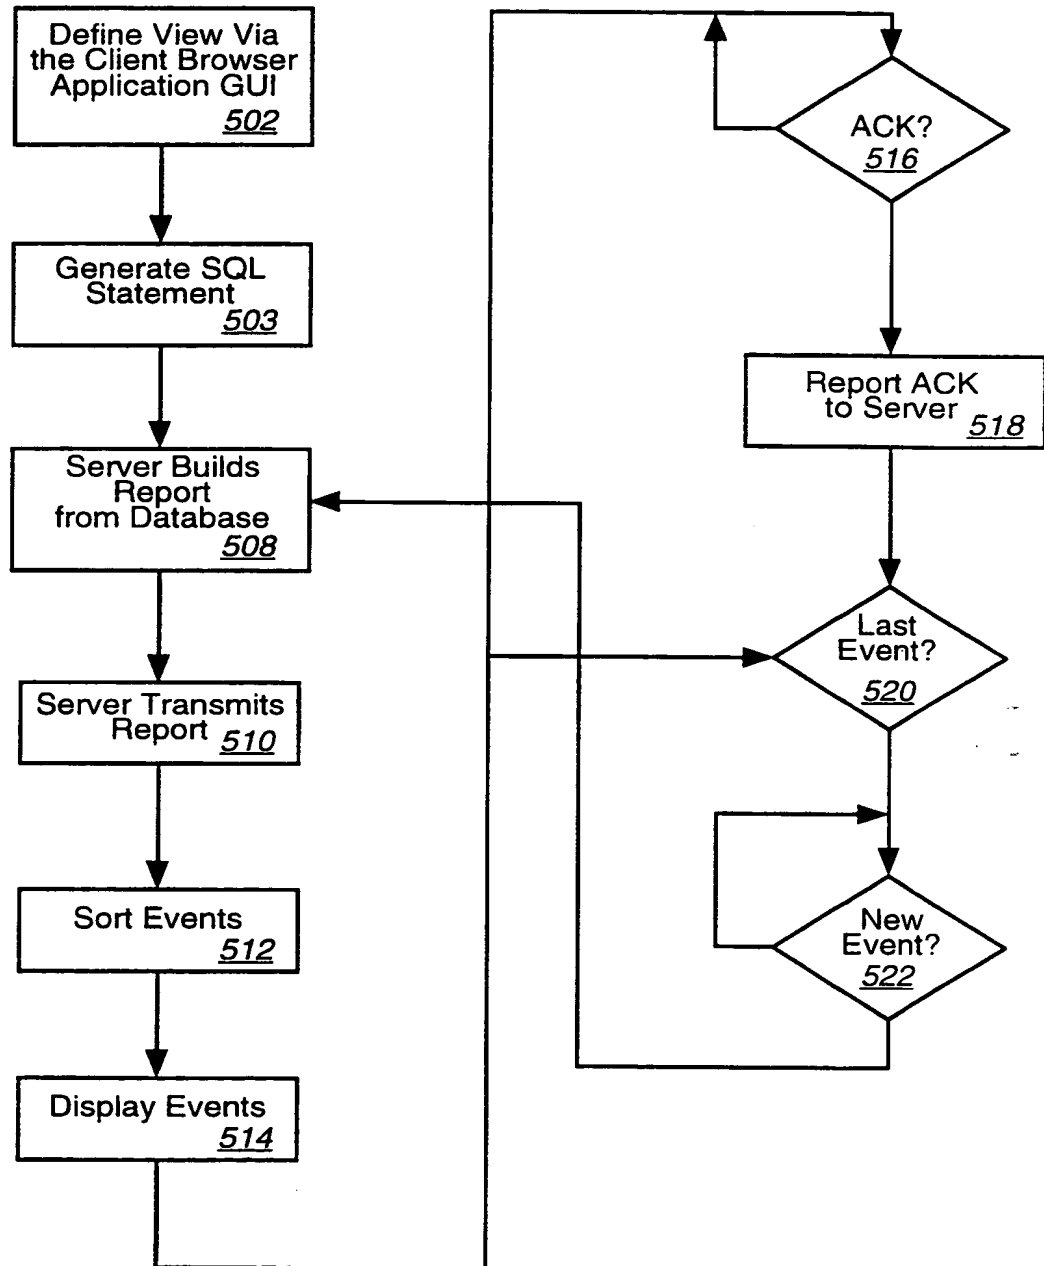 Define View Via
the Client Browser
Application GUI
502
Generate SQL
Statement
503
Server Builds
Report
from Database
508
Server Transmits
Report 510
Sort Events
512
Display Events
514
ACK?
516
Report ACK
to Server 518
Last
Event?
520
New
Event?
522